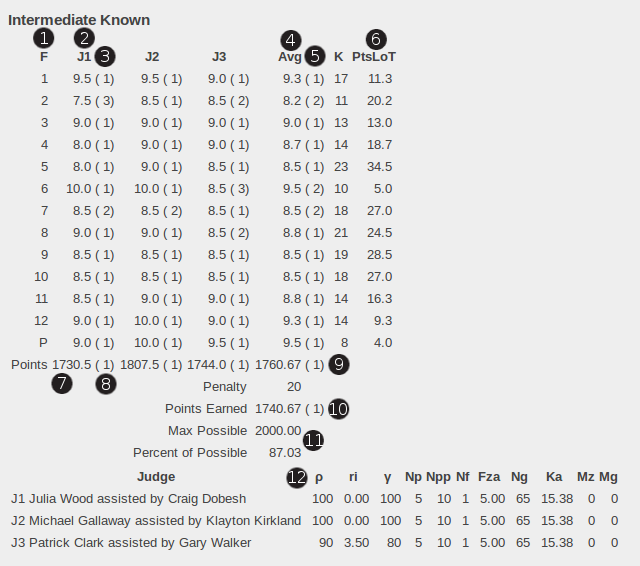 Intermediate Known
1 2 3 4 5 6
F J1 J2 J3 Avg K PtsLoT
1 9.5 ( 1) 9.5 ( 1) 9.0 ( 1) 9.3 ( 1) 17 11.3
2 7.5 ( 3) 8.5 ( 1) 8.5 ( 2) 8.2 ( 2) 11 20.2
3 9.0 ( 1) 9.0 ( 1) 9.0 ( 1) 9.0 ( 1) 13 13.0
4 8.0 ( 1) 9.0 ( 1) 9.0 ( 1) 8.7 ( 1) 14 18.7
5 8.0 ( 1) 9.0 ( 1) 8.5 ( 1) 8.5 ( 1) 23 34.5
6 10.0 ( 1) 10.0 ( 1) 8.5 ( 3) 9.5 ( 2) 10 5.0
7 8.5 ( 2) 8.5 ( 2) 8.5 ( 1) 8.5 ( 2) 18 27.0
8 9.0 ( 1) 9.0 ( 1) 8.5 ( 2) 8.8 ( 1) 21 24.5
9 8.5 ( 1) 8.5 ( 1) 8.5 ( 1) 8.5 ( 1) 19 28.5
10 8.5 ( 1) 8.5 ( 1) 8.5 ( 1) 8.5 ( 1) 18 27.0
11 8.5 ( 1) 9.0 ( 1) 9.0 ( 1) 8.8 ( 1) 14 16.3
12 9.0 ( 1) 10.0 ( 1) 9.0 ( 1) 9.3 ( 1) 14 9.3
P 9.0 ( 1) 10.0 ( 1) 9.5 ( 1) 9.5 ( 1) 8 4.0
Points 1730.5 ( 1) 1807.5 ( 1) 1744.0 ( 1) 1760.67 ( 1) 9
7 8 Penalty 20
Points Earned 1740.67 ( 1) 10
Max Possible 2000.00
11
Percent of Possible 87.03
Judge 12 ρ ri γ Np Npp Nf Fza Ng Ka Mz Mg
J1 Julia Wood assisted by Craig Dobesh 100 0.00 100 5 10 1 5.00 65 15.38 0 0
J2 Michael Gallaway assisted by Klayton Kirkland 100 0.00 100 5 10 1 5.00 65 15.38 0 0
J3 Patrick Clark assisted by Gary Walker 90 3.50 80 5 10 1 5.00 65 15.38 0 0